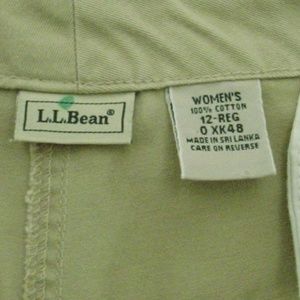 L.L.Bean®
WOMEN'S
100% COTTON
12-REG
0 XK48
MADE IN SRI LANKA
CARE ON REVERSE